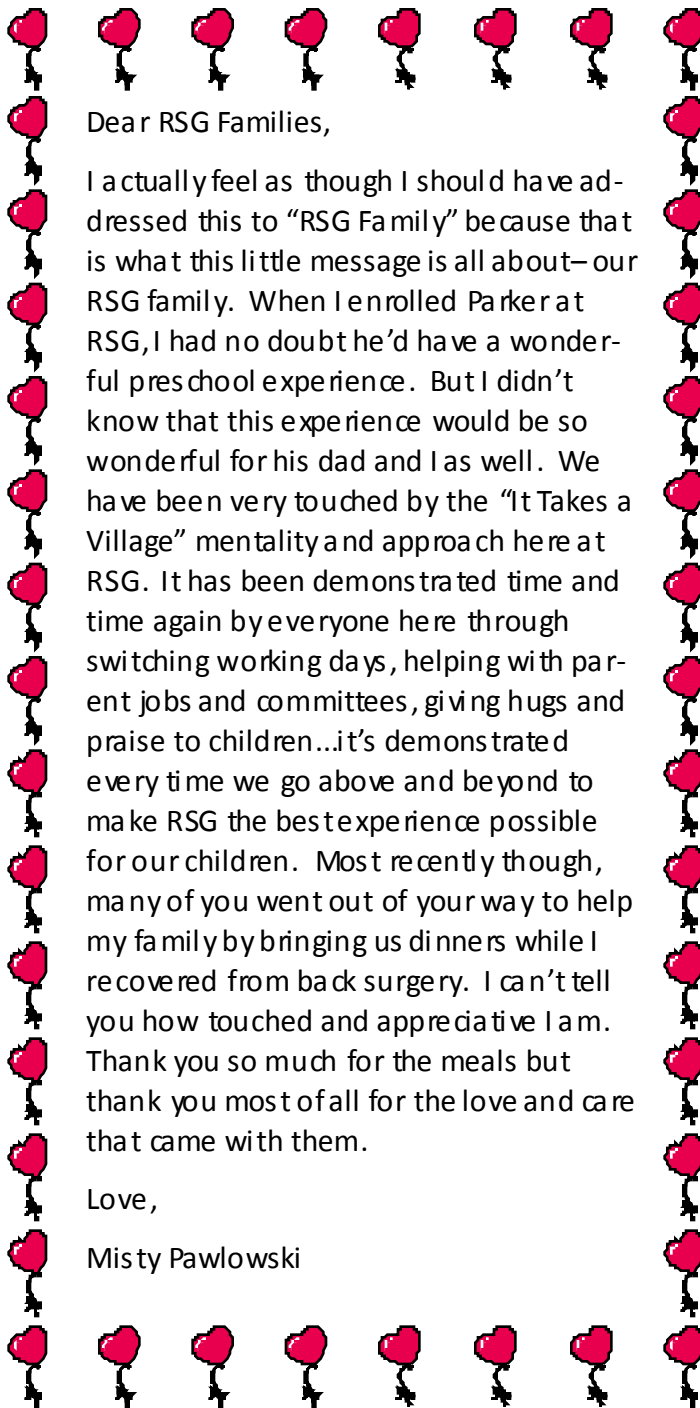 Dear RSG Families,
I actually feel as though I should have ad-
dressed this to “RSG Family” because that
is what this little message is all about–our
RSG family.  When I enrolled Parker at
RSG, I had no doubt he’d have a wonder-
ful preschool experience.  But I didn’t
know that this experience would be so
wonderful for his dad and I as well.  We
have been very touched by the “It Takes a
Village” mentality and approach here at
RSG.  It has been demonstrated time and
time again by everyone here through
switching working days, helping with par-
ent jobs and committees, giving hugs and
praise to children...it’s demonstrated
every time we go above and beyond to
make RSG the best experience possible
for our children.  Most recently though,
many of you went out of your way to help
my family by bringing us dinners while I
recovered from back surgery.  I can’t tell
you how touched and appreciative I am.
Thank you so much for the meals but
thank you most of all for the love and care
that came with them.
Love,
Misty Pawlowski